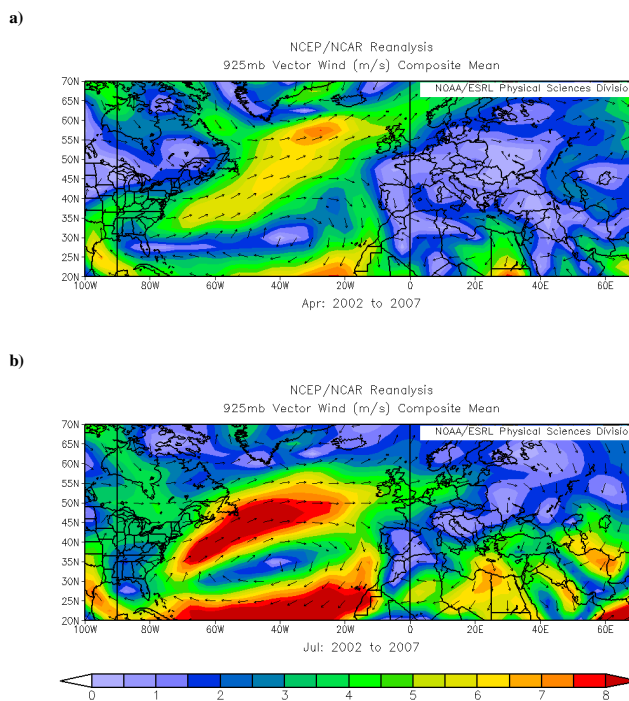 a)
NCEP/NCAR Reanalysis
925mb Vector Wind (m/s) Composite Mean
NOAA/ESRL Physical Sciences Divisio
70N
65N
60N
55N
50N
45N
40N
35N
30N
25N
20N
100W 80W 60W 40W 20W 0 20E 40E 60E
Apr: 2002 to 2007
b)
NCEP/NCAR Reanalysis
925mb Vector Wind (m/s) Composite Mean
NOAA/ESRL Physical Sciences Divisio
70N
65N
60N
55N
50N
45N
40N
35N
30N
25N
20N
100W 80W 60W 40W 20W 0 20E 40E 60E
Jul: 2002 to 2007
0 1 2 3 4 5 6 7 8